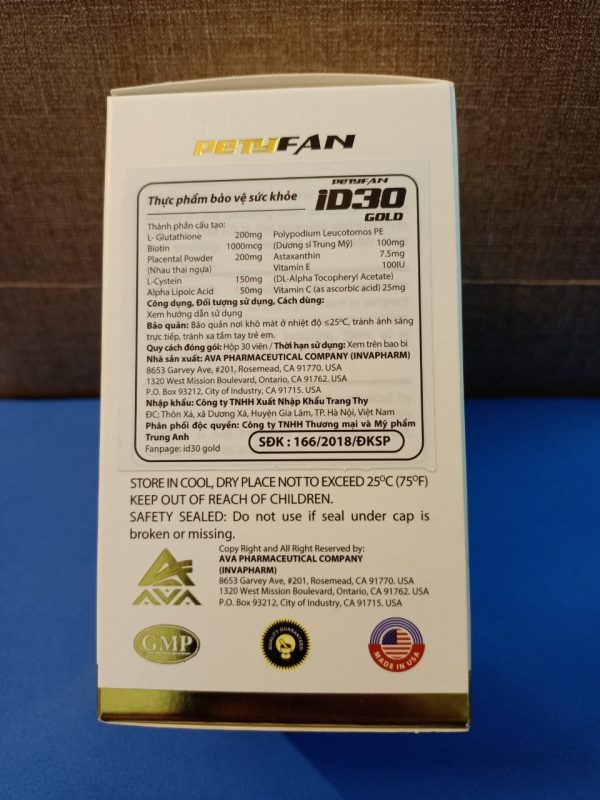 PETYFAN
Thực phẩm bảo vệ sức khỏe
PETYFAN
iD30
GOLD
Thành phần cấu tạo:
L- Glutathione 200mg
Biotin 1000mcg
Placental Powder 200mg
(Nhau thai ngựa)
L-Cystein 150mg
Alpha Lipoic Acid 50mg
Polypodium Leucotomos PE
(Dương sỉ Trung Mỹ) 100mg
Astaxanthin 7.5mg
Vitamin E 100IU
(DL-Alpha Tocopheryl Acetate)
Vitamin C (as ascorbic acid) 25mg
Công dụng, Đối tượng sử dụng, Cách dùng:
Xem hướng dẫn sử dụng
Bảo quản: Bảo quản nơi khô mát ở nhiệt độ ≤25°C, tránh ánh sáng
trực tiếp, tránh xa tầm tay trẻ em.
Quy cách đóng gói: Hộp 30 viên / Thời hạn sử dụng: Xem trên bao bì
Nhà sản xuất: AVA PHARMACEUTICAL COMPANY (INVAPHARM)
8653 Garvey Ave, #201, Rosemead, CA 91770. USA
1320 West Mission Boulevard, Ontario, CA 91762. USA
P.O. Box 93212, City of Industry, CA 91715. USA
Nhập khẩu: Công ty TNHH Xuất Nhập Khẩu Trang Thy
ĐC: Thôn Xá, xã Dương Xá, Huyện Gia Lâm, TP. Hà Nội, Việt Nam
Phân phối độc quyền: Công ty TNHH Thương mại và Mỹ phẩm
Trung Anh
Fanpage: id30 gold
SĐK : 166/2018/ĐKSP
STORE IN COOL, DRY PLACE NOT TO EXCEED 25°C (75°F)
KEEP OUT OF REACH OF CHILDREN.
SAFETY SEALED: Do not use if seal under cap is
broken or missing.
Copy Right and All Right Reserved by:
AVA PHARMACEUTICAL COMPANY
(INVAPHARM)
8653 Garvey Ave, #201, Rosemead, CA 91770. USA
1320 West Mission Boulevard, Ontario, CA 91762. USA
P.O. Box 93212, City of Industry, CA 91715. USA
AVA
GMP
QUALITY GUARANTEED
MADE IN USA